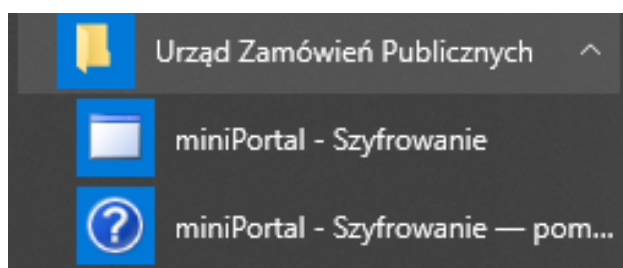 Urząd Zamówień Publicznych
miniPortal - Szyfrowanie
miniPortal - Szyfrowanie — pom...